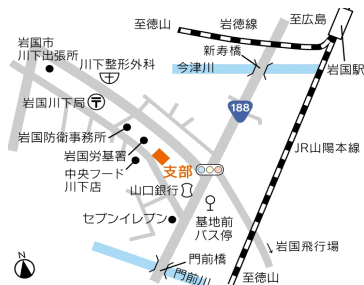 至徳山
岩徳線
至広島
岩国市
川下出張所
川下整形外科
新寿橋
今津川
岩国駅
岩国川下局
188
岩国防衛事務所
岩国労基署
中央フード
川下店
支部
JR山陽本線
山口銀行
セブンイレブン
基地前
バス停
岩国飛行場
門前橋
門前川
至徳山
N